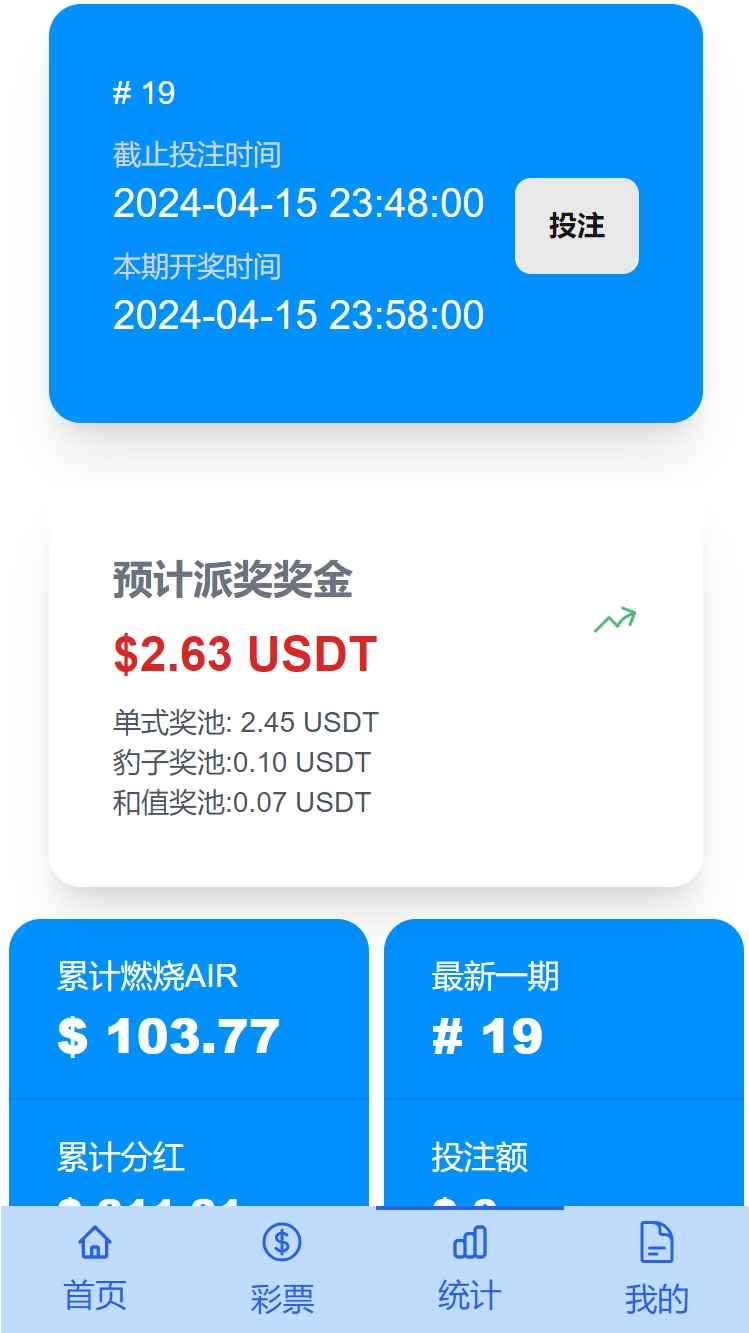 # 19
截止投注时间
2024-04-15 23:48:00
投注
本期开奖时间
2024-04-15 23:58:00
预计派奖奖金
$2.63 USDT
单式奖池: 2.45 USDT
豹子奖池:0.10 USDT
和值奖池:0.07 USDT
累计燃烧AIR
$ 103.77
最新一期
# 19
累计分红
投注额
首页
彩票
统计
我的